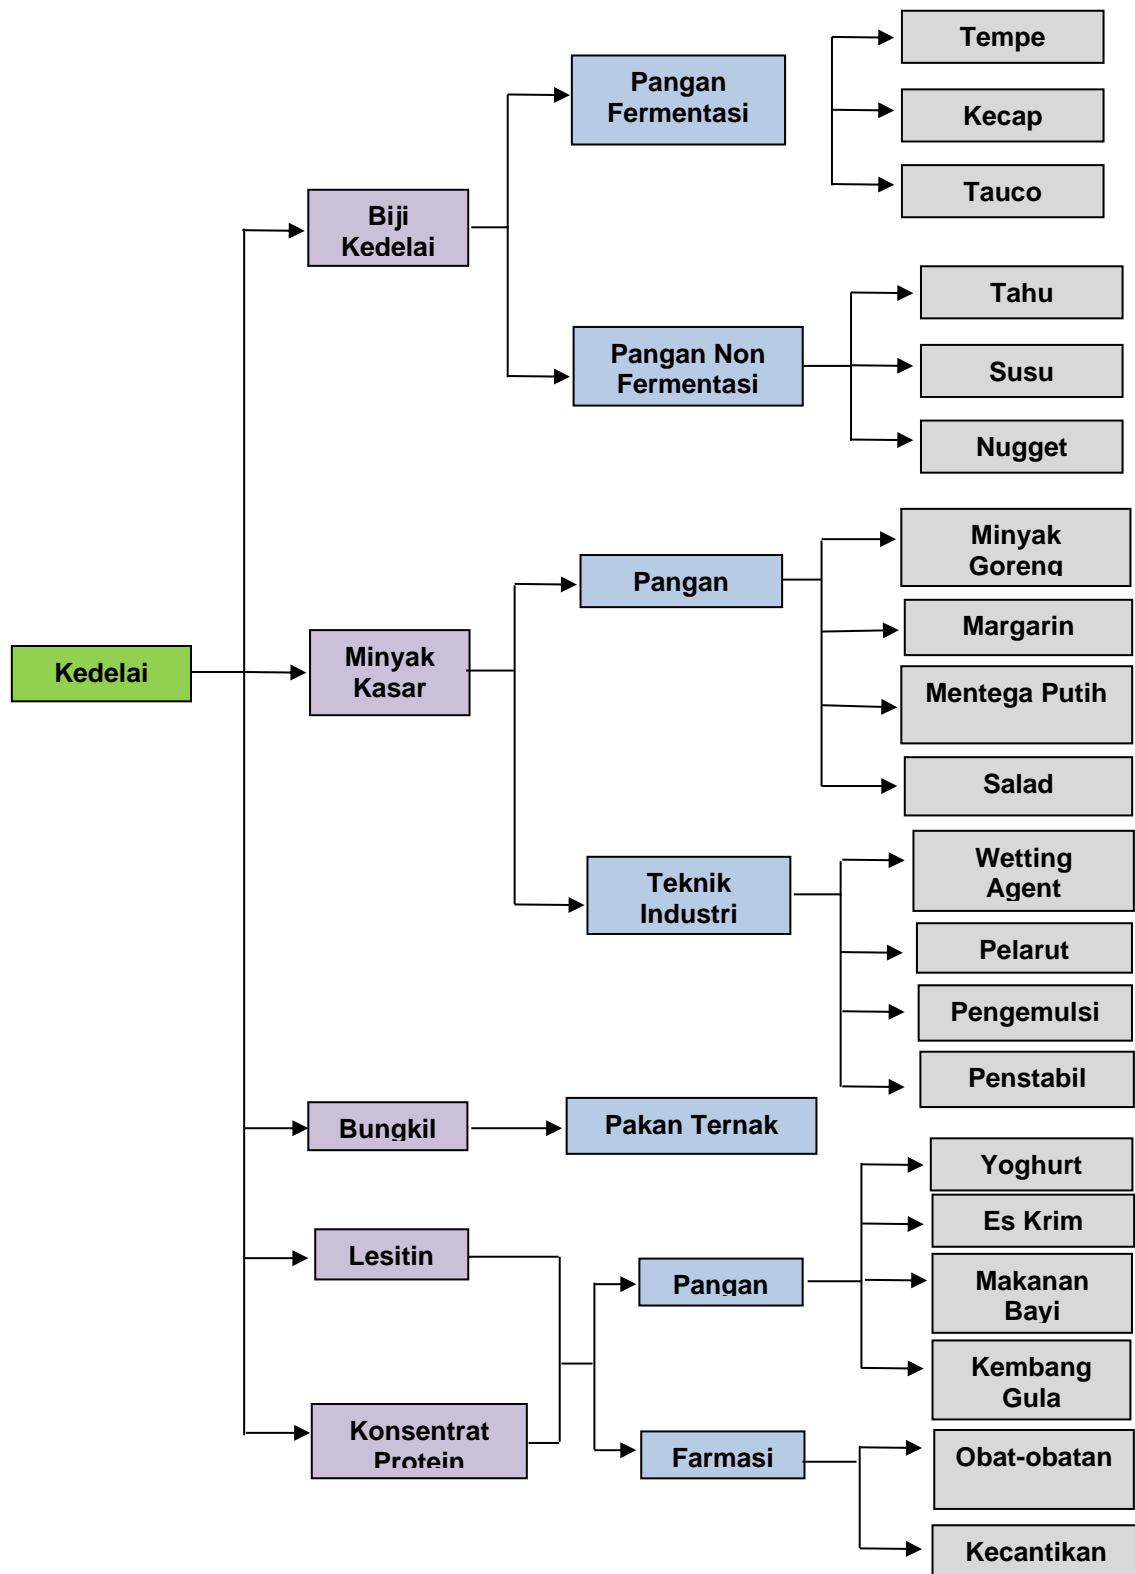 Tempe
Pangan
Fermentasi
Kecap
Tauco
Biji
Kedelai
Tahu
Pangan Non
Fermentasi
Susu
Nugget
Minyak
Goreng
Pangan
Margarin
Kedelai
Minyak
Kasar
Mentega Putih
Salad
Wetting
Agent
Teknik
Industri
Pelarut
Pengemulsi
Penstabil
Bungkil
Pakan Ternak
Yoghurt
Es Krim
Lesitin
Pangan
Makanan
Bayi
Kembang
Gula
Konsentrat
Protein
Farmasi
Obat-obatan
Kecantikan